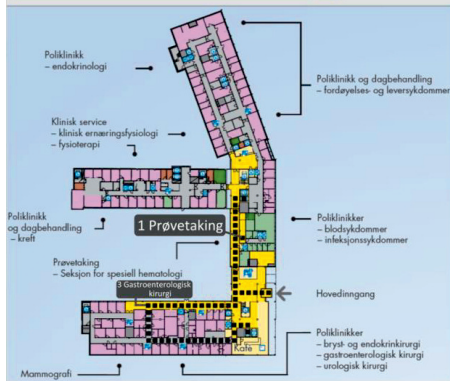 Poliklinikk
– endokrinologi
Poliklinikk og dagbehandling
– fordøyelses- og leversykdommer
Klinisk service
– klinisk ernæringsfysiologi
– fysioterapi
Poliklinikk
og dagbehandling
– kreft
1 Prøvetaking
Poliklinikker
– blodsykdommer
– infeksjonssykdommer
Prøvetaking
– Seksjon for spesiell hematologi
3 Gastroenterologisk
kirurgi
Hovedinngang
Kafé
Poliklinikker
– bryst- og endokrinkirurgi
– gastroenterologisk kirurgi
– urologisk kirurgi
Mammografi